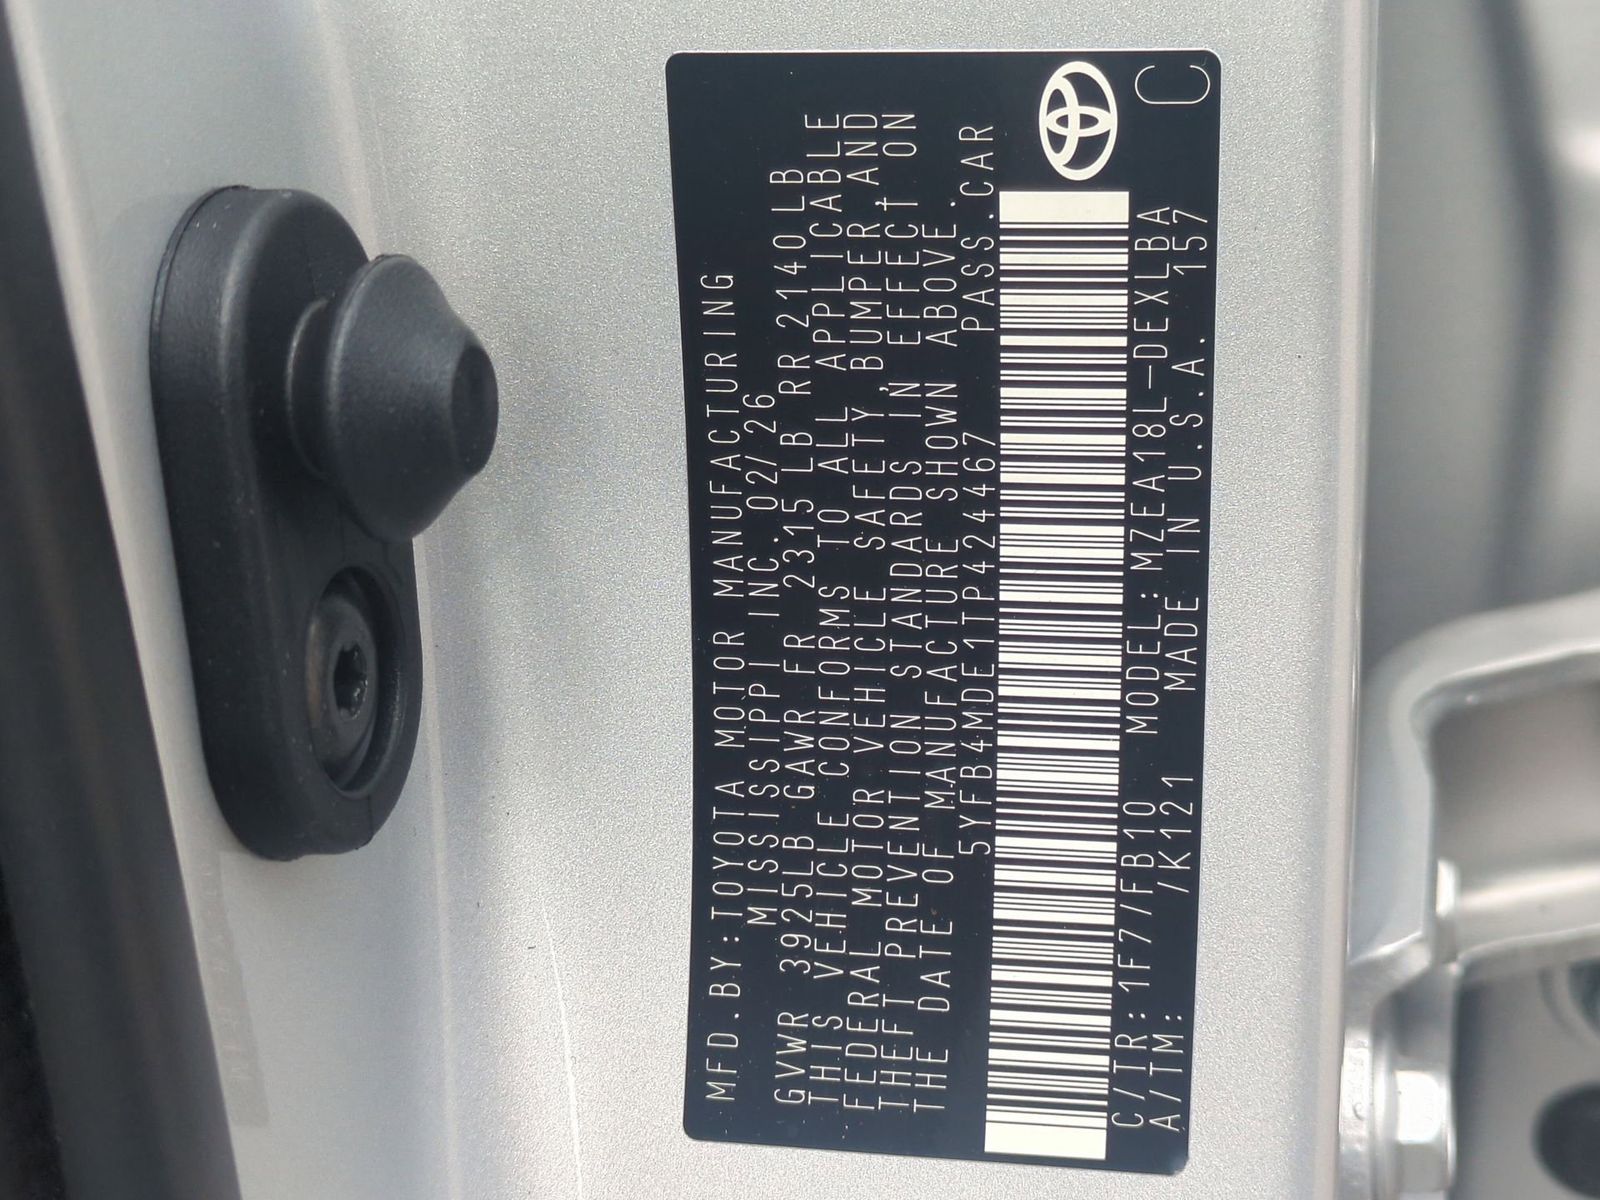 MFD.BY:TOYOTA MOTOR MANUFACTURING
MISSISSIPPI INC. 02/26
GVWR 3925LB GAWR FR 2315 LB RR 2140LB
THIS VEHICLE CONFORMS TO ALL APPLICABLE
FEDERAL MOTOR VEHICLE SAFETY,BUMPER,AND
THEFT PREVENTION STANDARDS IN EFFECT ON
THE DATE OF MANUFACTURE SHOWN ABOVE.
5YFB4MDE1TP424467 PASS.CAR
C/TR:1F7/FB10 MODEL:MZEA18L-DEXLBA
A/TM: /K121 MADE IN U.S.A. 157
C